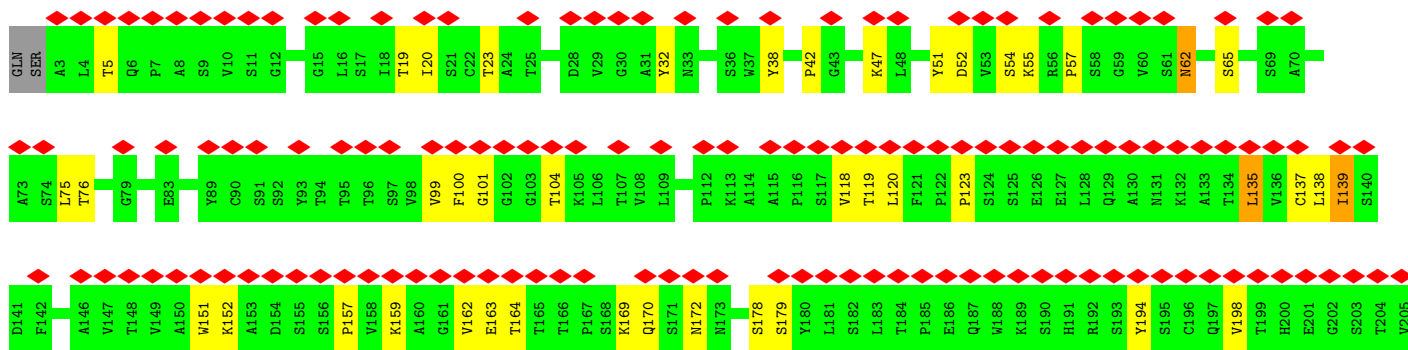 GLN SER A3 L4 T5 Q6 P7 A8 S9 V10 S11 G12 G15 L16 S17 I18 T19 I20 S21 C22 T23 A24 T25 D28 V29 G30 A31 Y32 N33 S36 W37 Y38 P42 G43 K47 L48 Y51 D52 V53 S54 K55 R56 P57 S58 G59 V60 S61 N62 S65 S69 A70
A73 S74 L75 T76 G79 E83 Y89 C90 S91 S92 Y93 T94 T95 T96 S97 V98 V99 F100 G101 G102 G103 T104 K105 L106 T107 V108 L109 P112 K113 A114 A115 P116 S117 V118 T119 L120 F121 P122 P123 S124 S125 E126 E127 L128 Q129 A130 N131 K132 A133 T134 L135 V136 C137 L138 I139 S140
D141 F142 A146 V147 T148 V149 A150 W151 K152 A153 D154 S155 S156 P157 V158 K159 A160 G161 V162 E163 T164 T165 T166 P167 S168 K169 Q170 S171 N172 N173 S178 S179 Y180 L181 S182 L183 T184 P185 E186 Q187 W188 K189 S190 H191 R192 S193 Y194 S195 C196 Q197 V198 T199 H200 E201 G202 S203 T204 V205